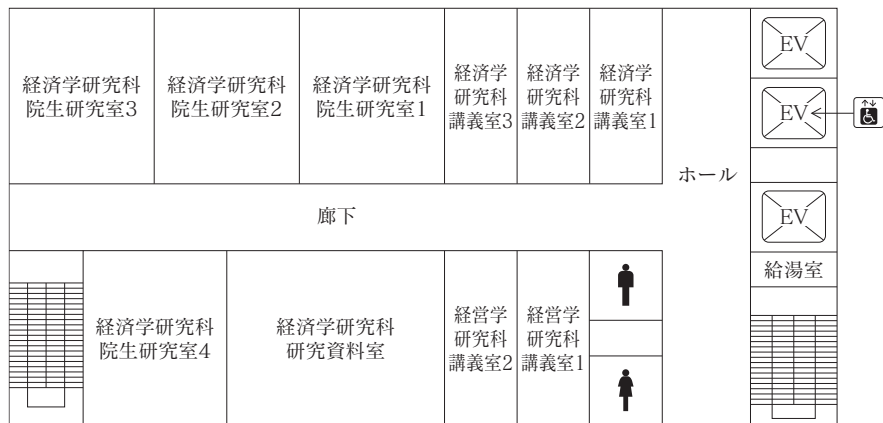 経済学研究科
院生研究室3
経済学研究科
院生研究室2
経済学研究科
院生研究室1
経済学
研究科
講義室3
経済学
研究科
講義室2
経済学
研究科
講義室1
ホール
EV
EV
EV
廊下
給湯室
経済学研究科
院生研究室4
経済学研究科
研究資料室
経営学
研究科
講義室2
経営学
研究科
講義室1